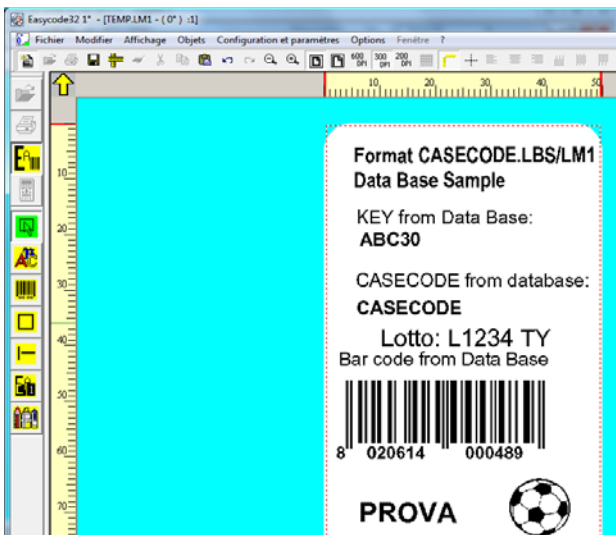 Easycode32 1° - [TEMP.LM1 - ( 0° ) :1]
Fichier Modifier Affichage Objets Configuration et paramètres Options Fenêtre ?
600 DPI 300 DPI 200 DPI
10 20 30 40 50
10
20
30
40
50
60
70
Format CASECODE.LBS/LM1
Data Base Sample
KEY from Data Base:
ABC30
CASECODE from database:
CASECODE
Lotto: L1234 TY
Bar code from Data Base
8 020614 000489
PROVA